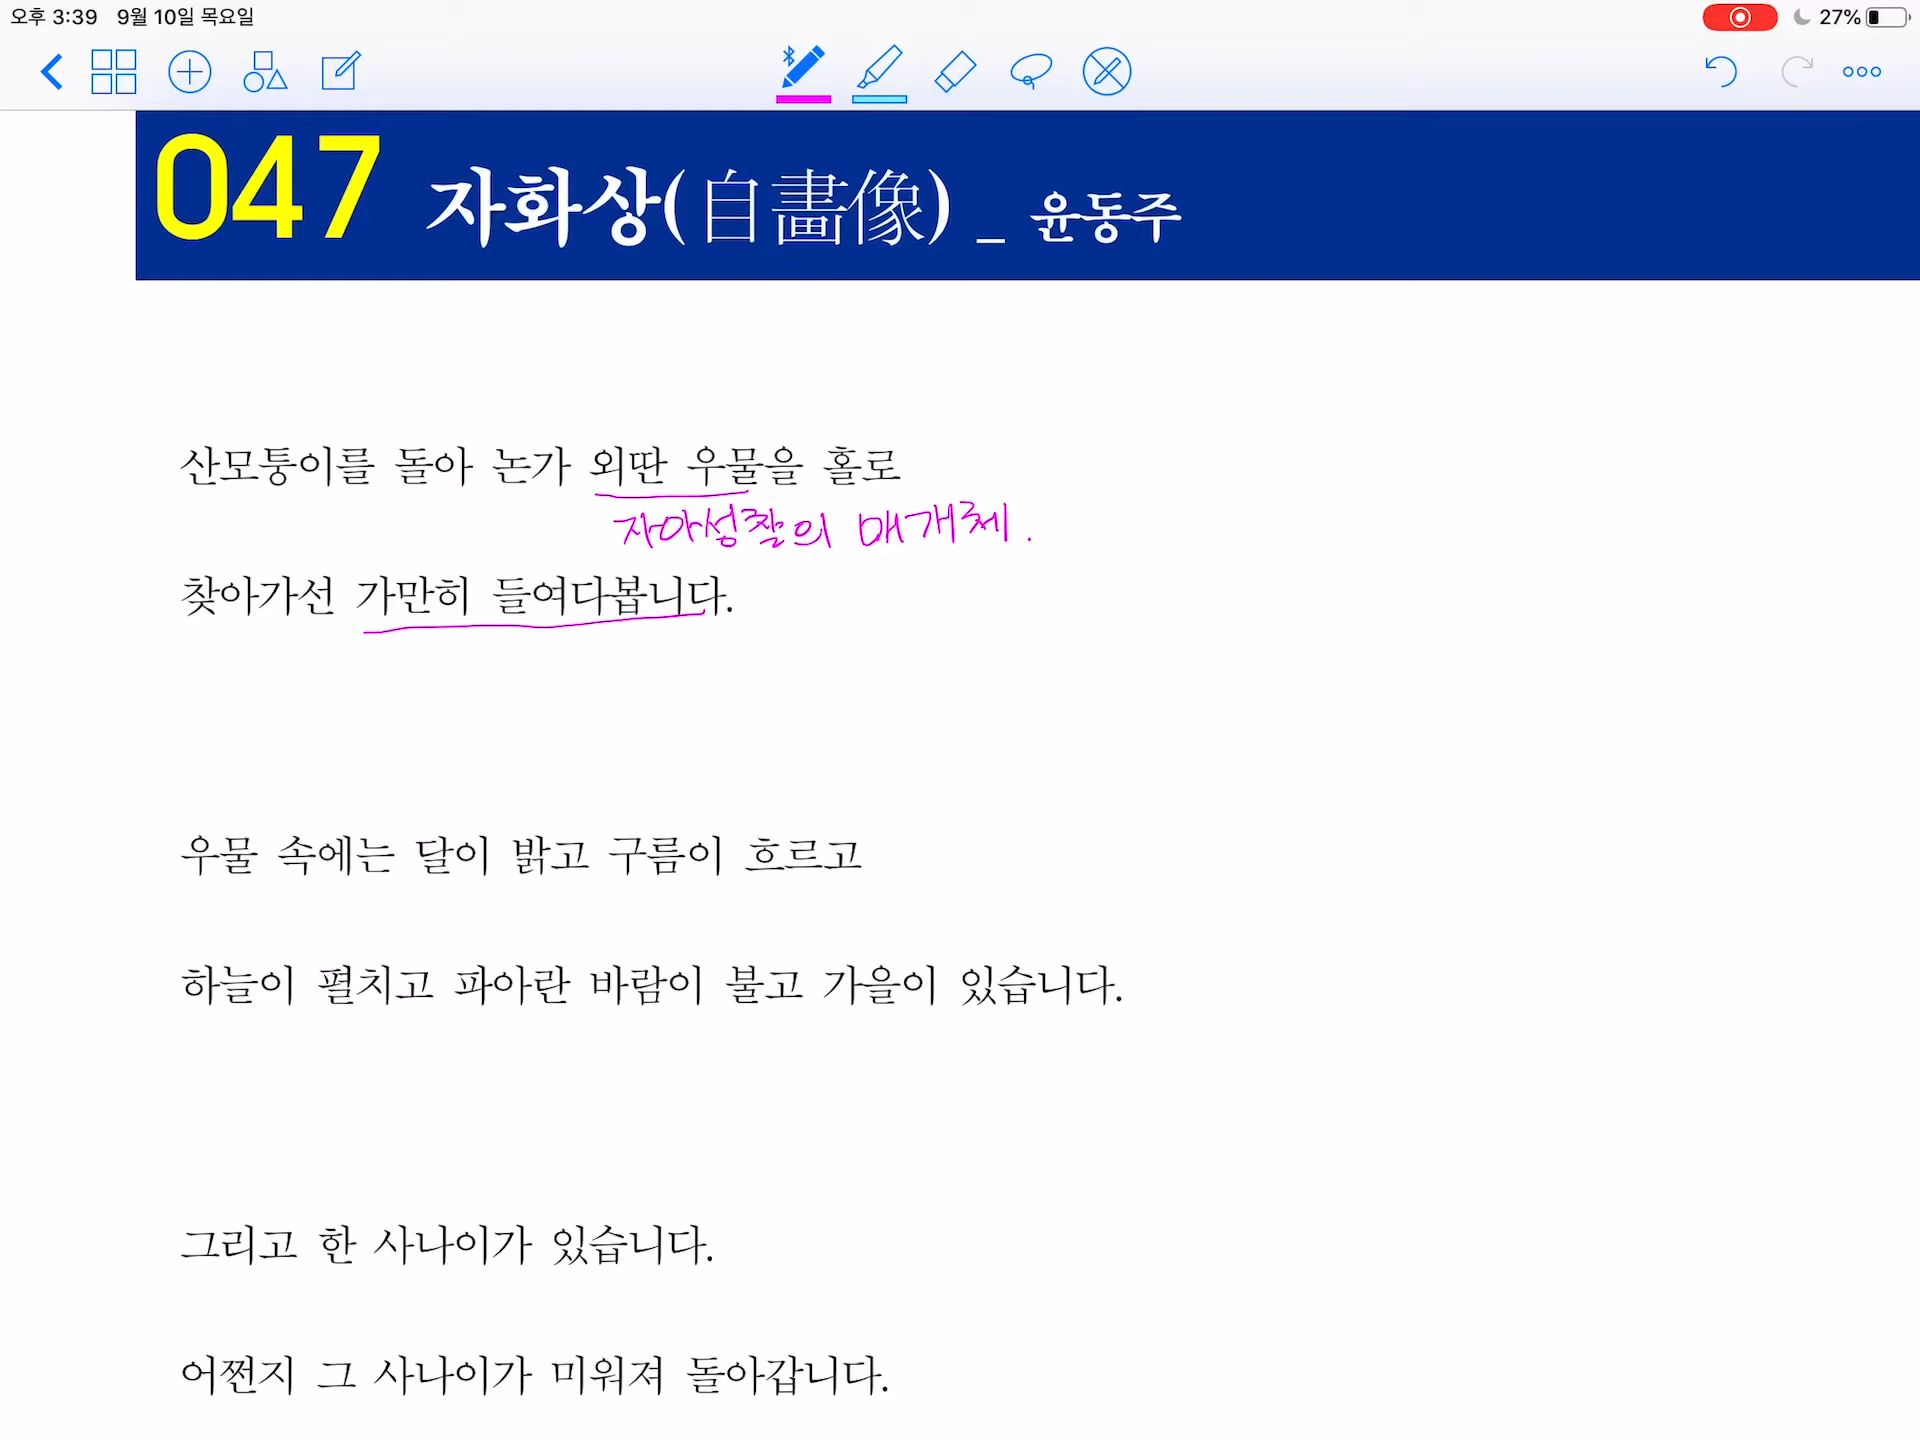 오후 3:39 9월 10일 목요일 27%
047 자화상(自畫像) _ 윤동주
산모퉁이를 돌아 논가 외딴 우물을 홀로
자아성찰의 매개체.
찾아가선 가만히 들여다봅니다.
우물 속에는 달이 밝고 구름이 흐르고
하늘이 펼치고 파아란 바람이 불고 가을이 있습니다.
그리고 한 사나이가 있습니다.
어쩐지 그 사나이가 미워져 돌아갑니다.